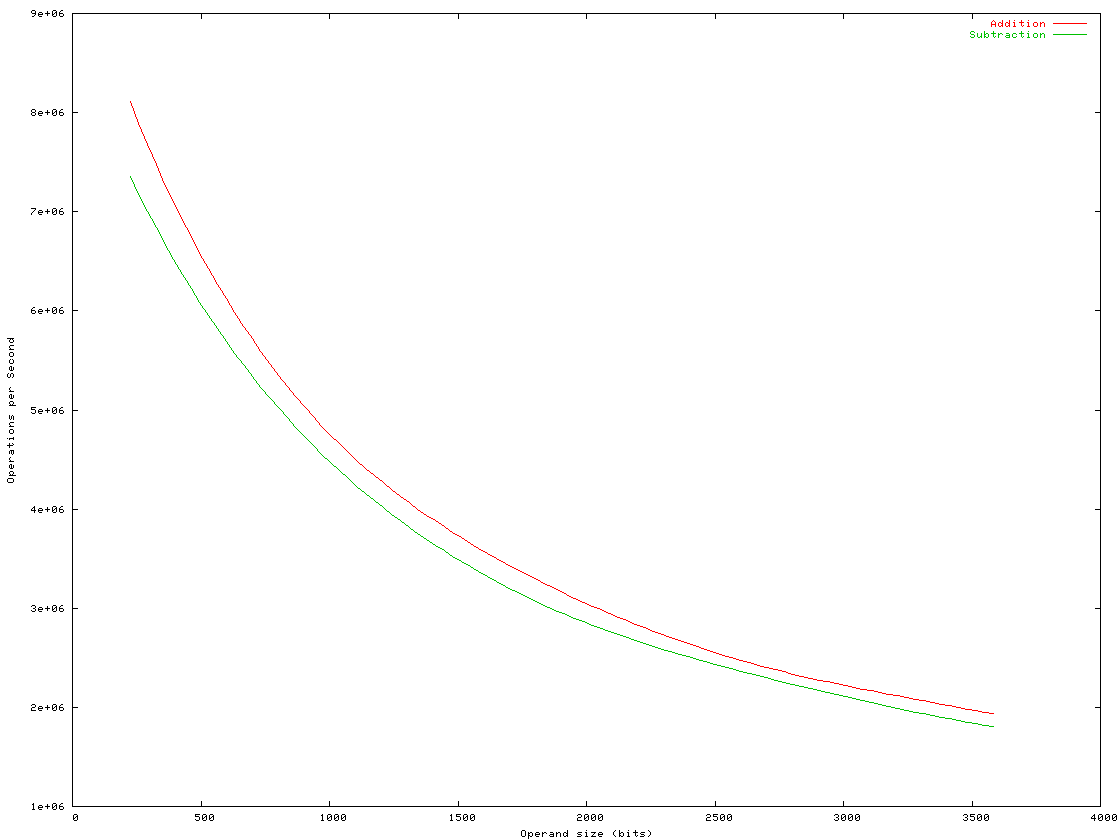 9e+06
Addition
Subtraction
8e+06
7e+06
6e+06
5e+06
4e+06
3e+06
2e+06
1e+06
Operations per Second
0 500 1000 1500 2000 2500 3000 3500 4000
Operand size (bits)